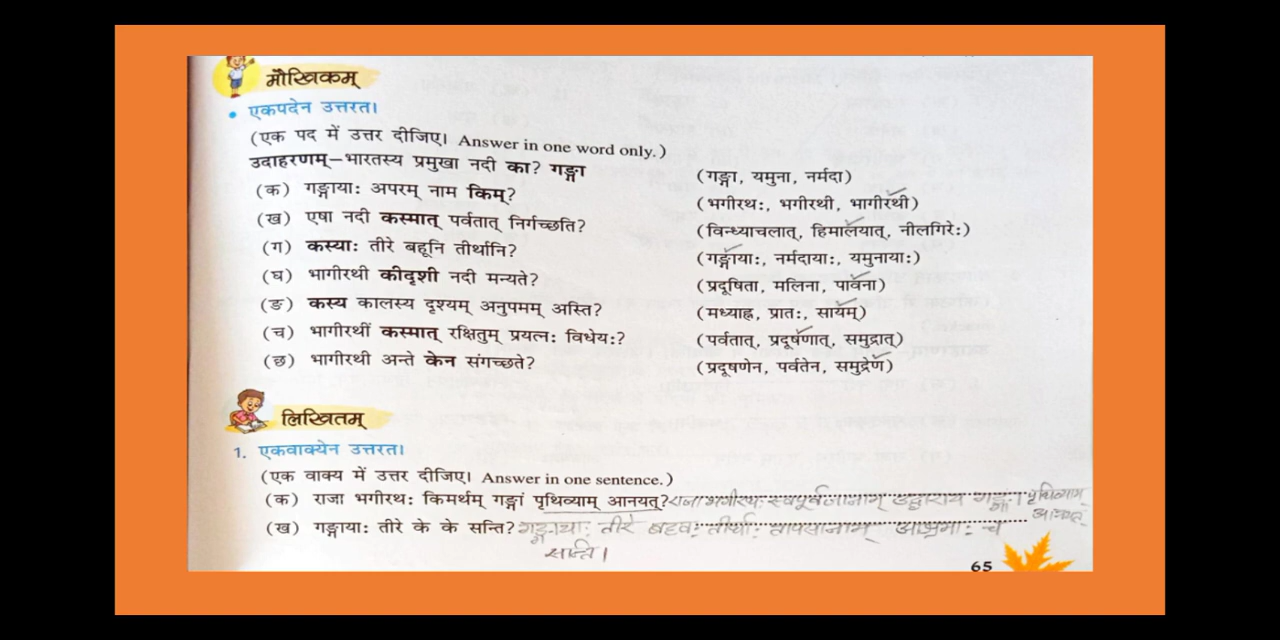 मौखिकम्
• एकपदेन उत्तरत।
(एक पद में उत्तर दीजिए। Answer in one word only.)
उदाहरणम्–भारतस्य प्रमुखा नदी का? गङ्गा (गङ्गा, यमुना, नर्मदा)
(क) गङ्गायाः अपरम् नाम किम्? (भगीरथः, भगीरथी, भागीरथी)
(ख) एषा नदी कस्मात् पर्वतात् निर्गच्छति? (विन्ध्याचलात्, हिमालयात्, नीलगिरेः)
(ग) कस्याः तीरे बहूनि तीर्थानि? (गङ्गायाः, नर्मदायाः, यमुनायाः)
(घ) भागीरथी कीदृशी नदी मन्यते? (प्रदूषिता, मलिना, पावना)
(ङ) कस्य कालस्य दृश्यम् अनुपमम् अस्ति? (मध्याह्न, प्रातः, सायम्)
(च) भागीरथीं कस्मात् रक्षितुम् प्रयत्नः विधेयः? (पर्वतात्, प्रदूषणात्, समुद्रात्)
(छ) भागीरथी अन्ते केन संगच्छते? (प्रदूषणेन, पर्वतेन, समुद्रेण)
लिखितम्
1. एकवाक्येन उत्तरत।
(एक वाक्य में उत्तर दीजिए। Answer in one sentence.)
(क) राजा भगीरथः किमर्थम् गङ्गां पृथिव्याम् आनयत्? राजा भगीरथः स्वपूर्वजानाम् उद्धाराय गङ्गां पृथिव्याम्
आनयत्
(ख) गङ्गायाः तीरे के के सन्ति? गङ्गायाः तीरे बहवः तीर्थाः तापसानाम् आश्रमाः च
सन्ति।
65